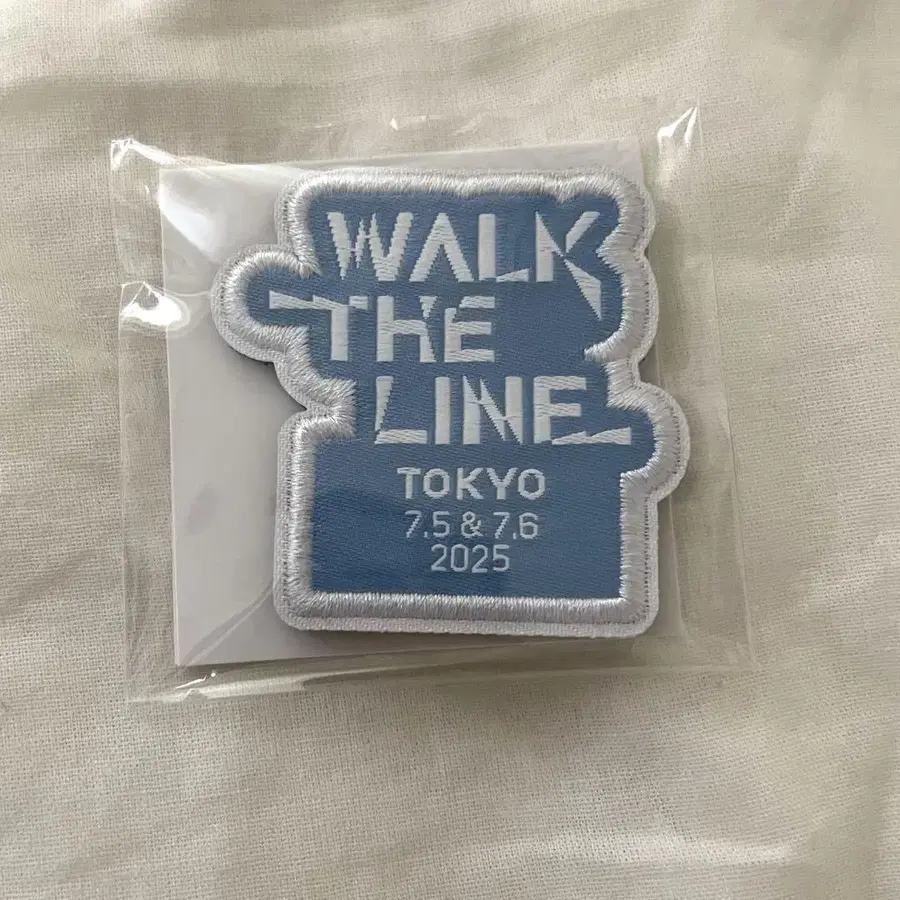 WALK
THE
LINE
TOKYO
7.5 & 7.6
2025